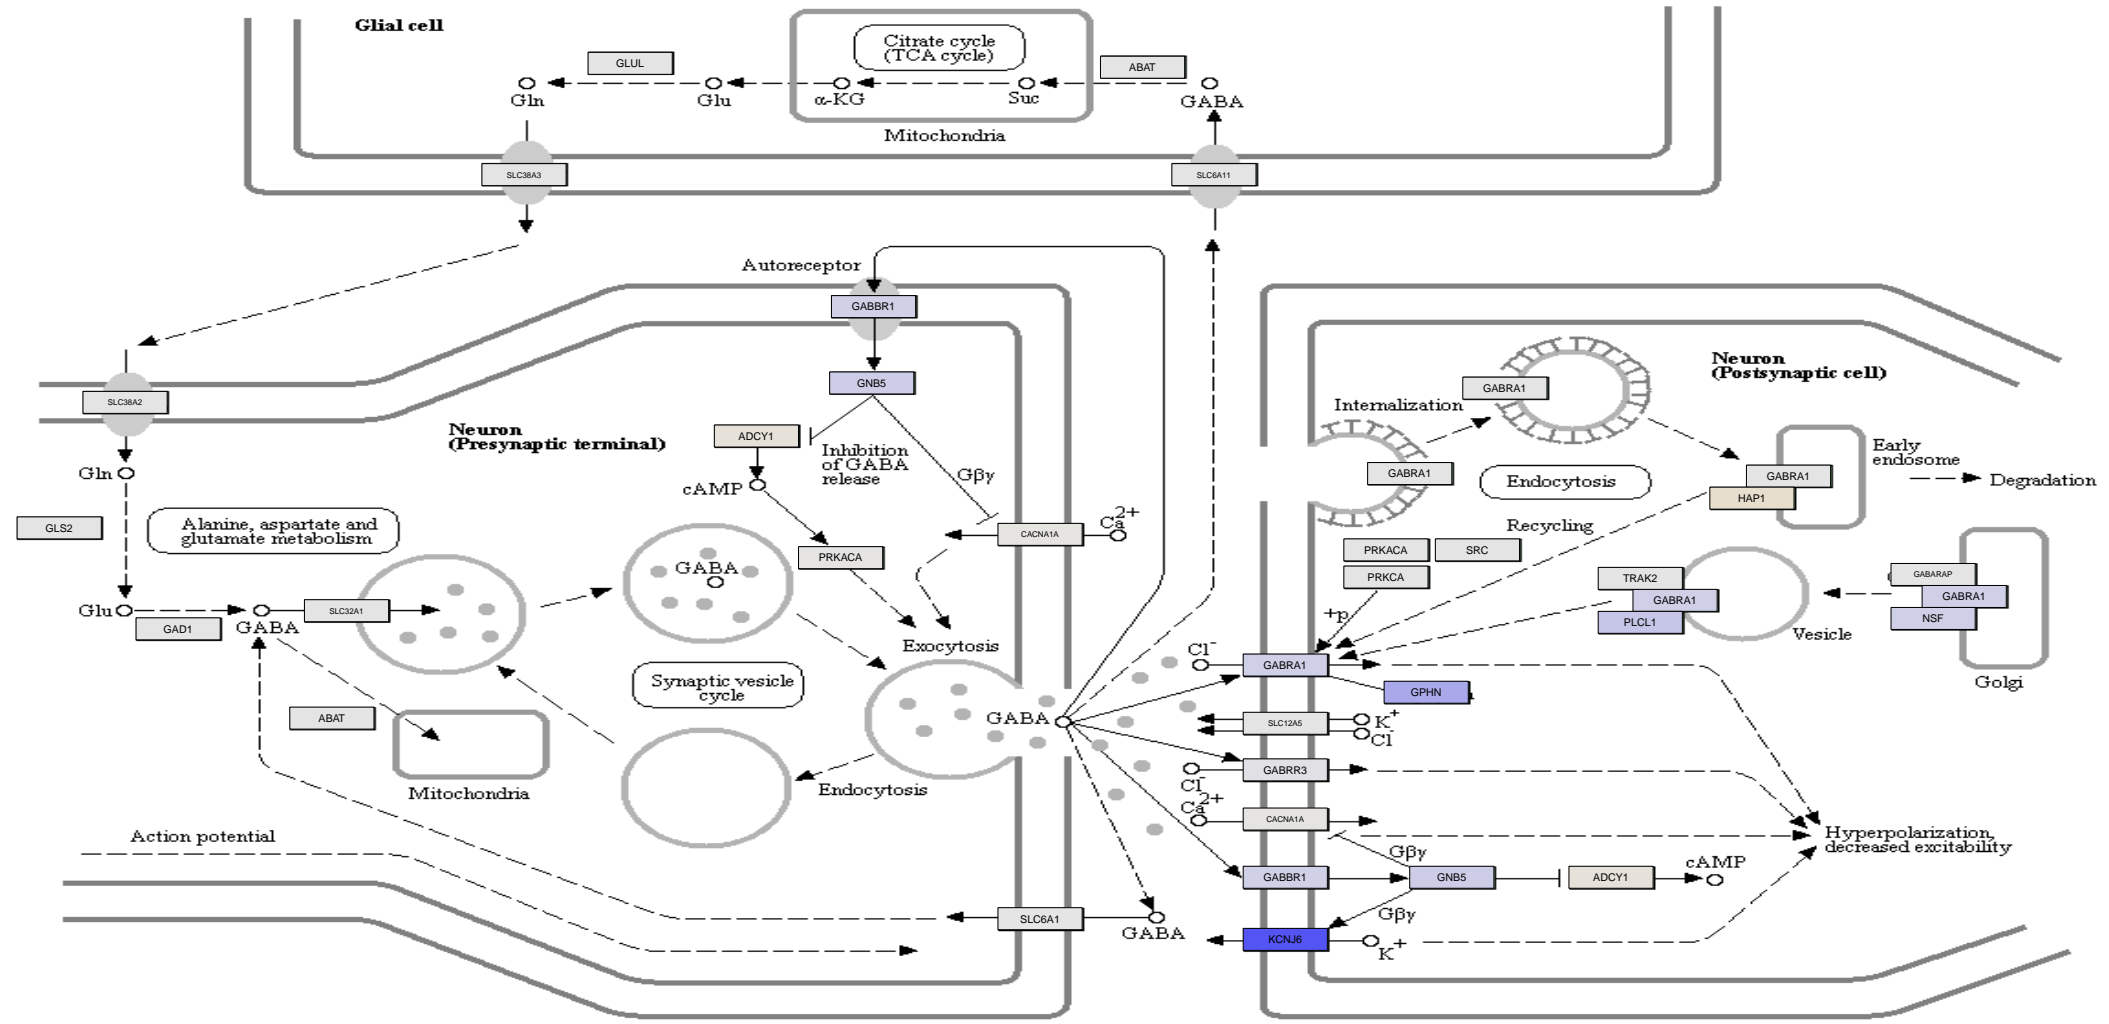 Glial cell
Citrate cycle
(TCA cycle)
GLUL
ABAT
Gln
Glu
α-KG
Suc
GABA
Mitochondria
SLC38A3
SLC6A11
Autoreceptor
GABBR1
GNB5
SLC38A2
Neuron
(Presynaptic terminal)
ADCY1
Inhibition
of GABA
release
Gβγ
cAMP
Gln
GLS2
Alanine, aspartate and
glutamate metabolism
GABA
PRKACA
CACNA1A
Ca2+
Glu
GAD1
GABA
SLC32A1
Exocytosis
Synaptic vesicle
cycle
ABAT
Mitochondria
GABA
Endocytosis
Action potential
SLC6A1
GABA
Neuron
(Postsynaptic cell)
GABRA1
Internalization
GABRA1
Endocytosis
GABRA1
HAP1
Early
endosome
Degradation
Recycling
PRKACA
SRC
PRKCA
+p
TRAK2
GABRA1
PLCL1
Vesicle
GABARAP
GABRA1
NSF
Golgi
Cl-
GABRA1
GPHN
SLC12A5
K+
Cl-
GABRR3
Cl-
Ca2+
CACNA1A
Hyperpolarization,
decreased excitability
Gβγ
GABBR1
GNB5
ADCY1
cAMP
Gβγ
KCNJ6
K+